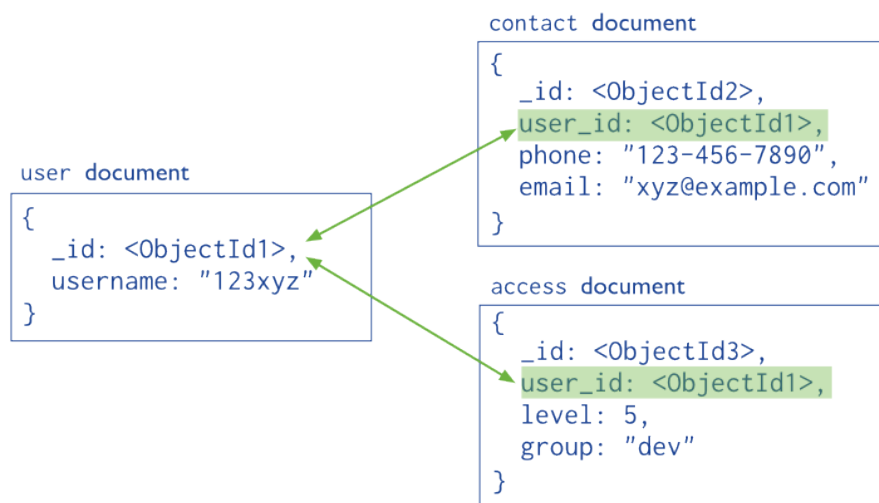 user document
{
_id: <ObjectId1>,
username: "123xyz"
}
contact document
{
_id: <ObjectId2>,
user_id: <ObjectId1>,
phone: "123-456-7890",
email: "xyz@example.com"
}
access document
{
_id: <ObjectId3>,
user_id: <ObjectId1>,
level: 5,
group: "dev"
}